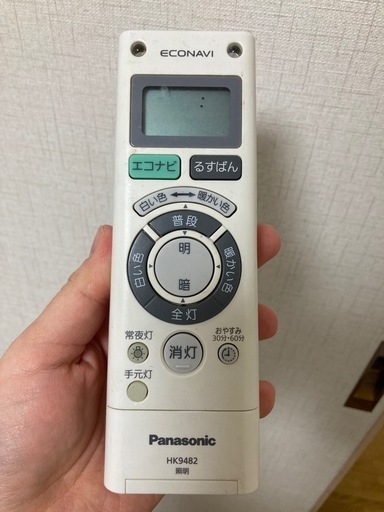 ECONAVI
:
エコナビ るすばん
白い色 ←→ 暖かい色
普段
白い色 明 暖かい色
暗
全灯
常夜灯 消灯 おやすみ
30分・60分
手元灯
Panasonic
HK9482
照明